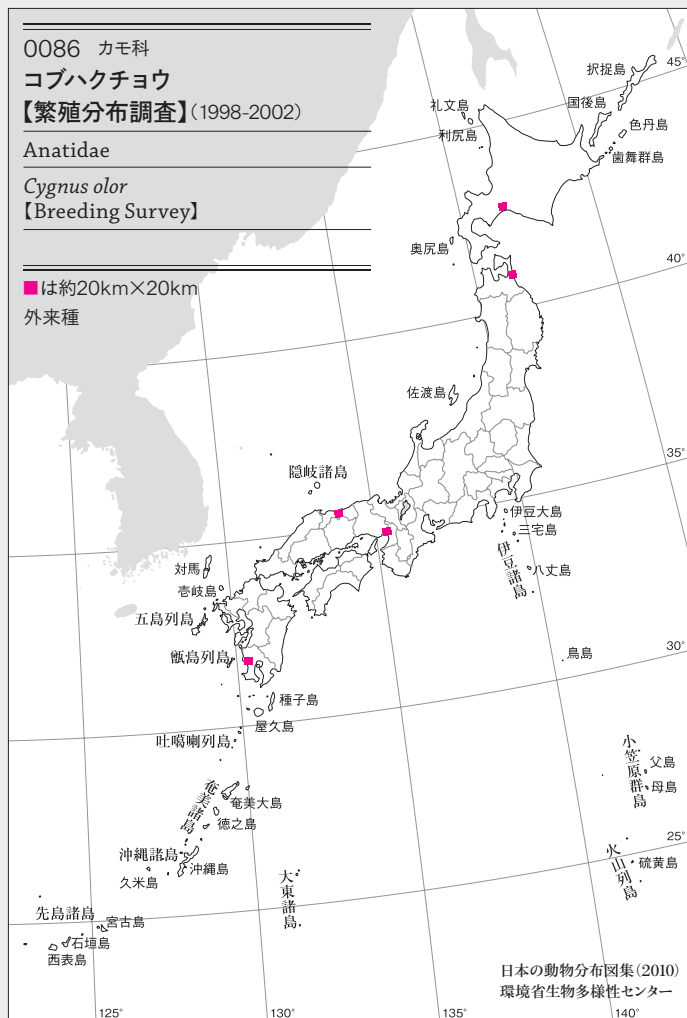 0086 カモ科
コブハクチョウ
【繁殖分布調査】(1998-2002)
Anatidae
Cygnus olor
【Breeding Survey】
■は約20km×20km
外来種
択捉島
45°
国後島
礼文島
色丹島
利尻島
歯舞群島
奥尻島
40°
佐渡島
35°
隠岐諸島
伊豆大島
三宅島
伊豆諸島
八丈島
対馬
壱岐島
五島列島
甑島列島
鳥島
30°
種子島
屋久島
吐噶喇列島
小笠原群島
父島
母島
奄美諸島
奄美大島
徳之島
25°
沖縄諸島
沖縄島
久米島
大東諸島
火山列島
硫黄島
先島諸島
宮古島
石垣島
西表島
日本の動物分布図集(2010)
環境省生物多様性センター
125°
130°
135°
140°